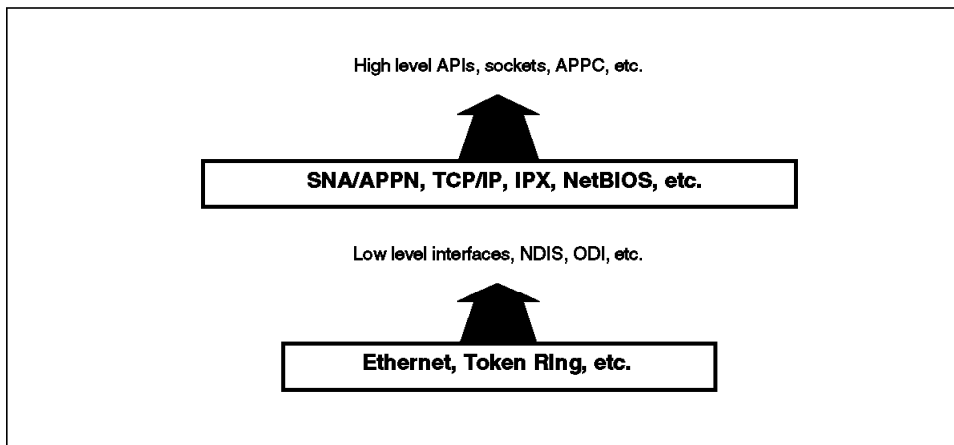 High level APIs, sockets, APPC, etc.
SNA/APPN, TCP/IP, IPX, NetBIOS, etc.
Low level interfaces, NDIS, ODI, etc.
Ethernet, Token RIng, etc.